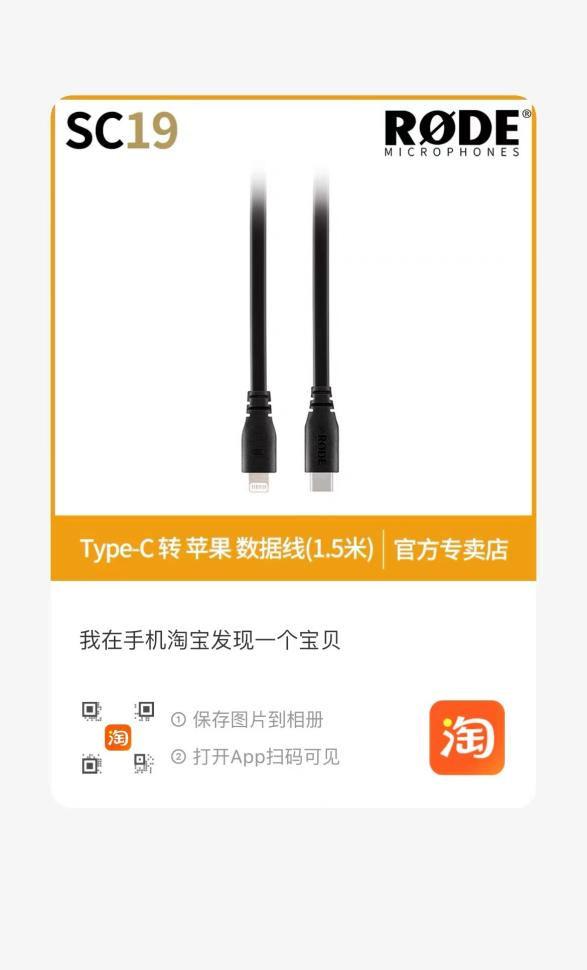 SC19
RØDE®
MICROPHONES
RØDE
Type-C 转 苹果 数据线(1.5米) 官方专卖店
我在手机淘宝发现一个宝贝
① 保存图片到相册
② 打开App扫码可见
淘
淘